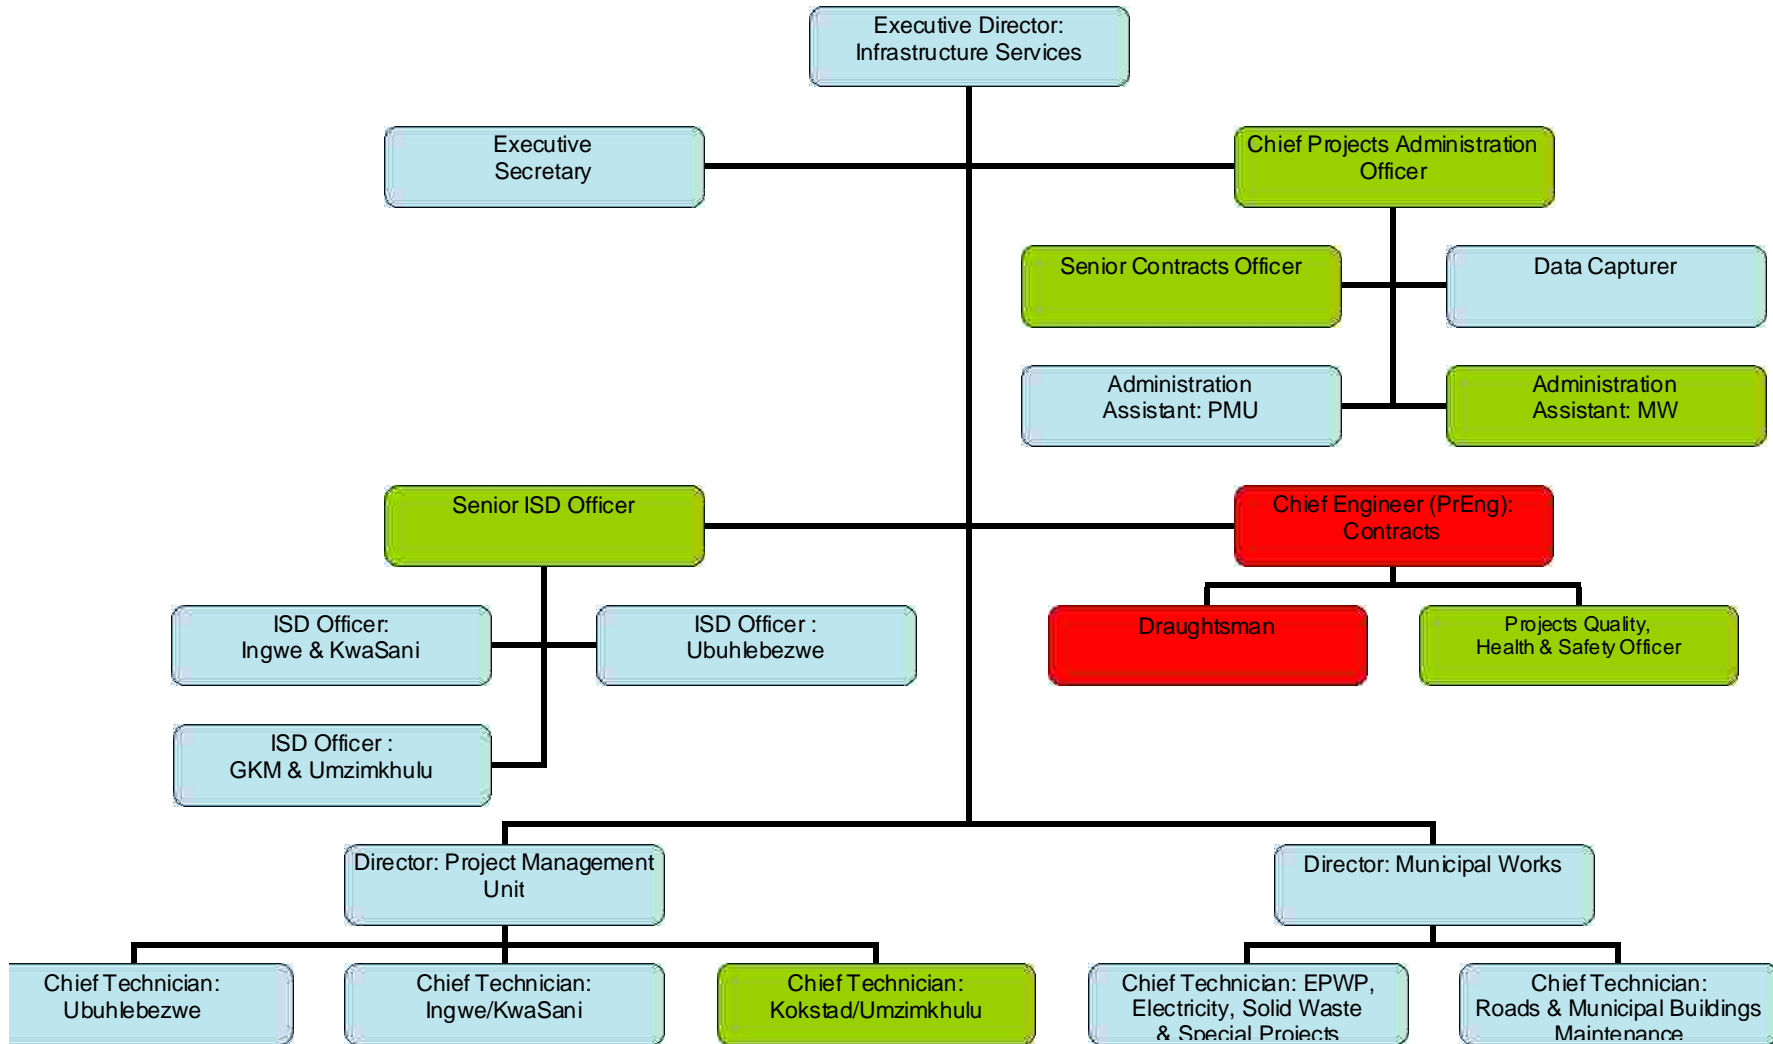 Executive Director:
Infrastructure Services
Executive
Secretary
Chief Projects Administration
Officer
Senior Contracts Officer
Data Capturer
Administration
Assistant: PMU
Administration
Assistant: MW
Senior ISD Officer
Chief Engineer (PrEng):
Contracts
ISD Officer:
Ingwe & KwaSani
ISD Officer :
Ubuhlebezwe
Draughtsman
Projects Quality,
Health & Safety Officer
ISD Officer :
GKM & Umzimkhulu
Director: Project Management
Unit
Director: Municipal Works
Chief Technician:
Ubuhlebezwe
Chief Technician:
Ingwe/KwaSani
Chief Technician:
Kokstad/Umzimkhulu
Chief Technician: EPWP,
Electricity, Solid Waste
& Special Projects
Chief Technician:
Roads & Municipal Buildings
Maintenance